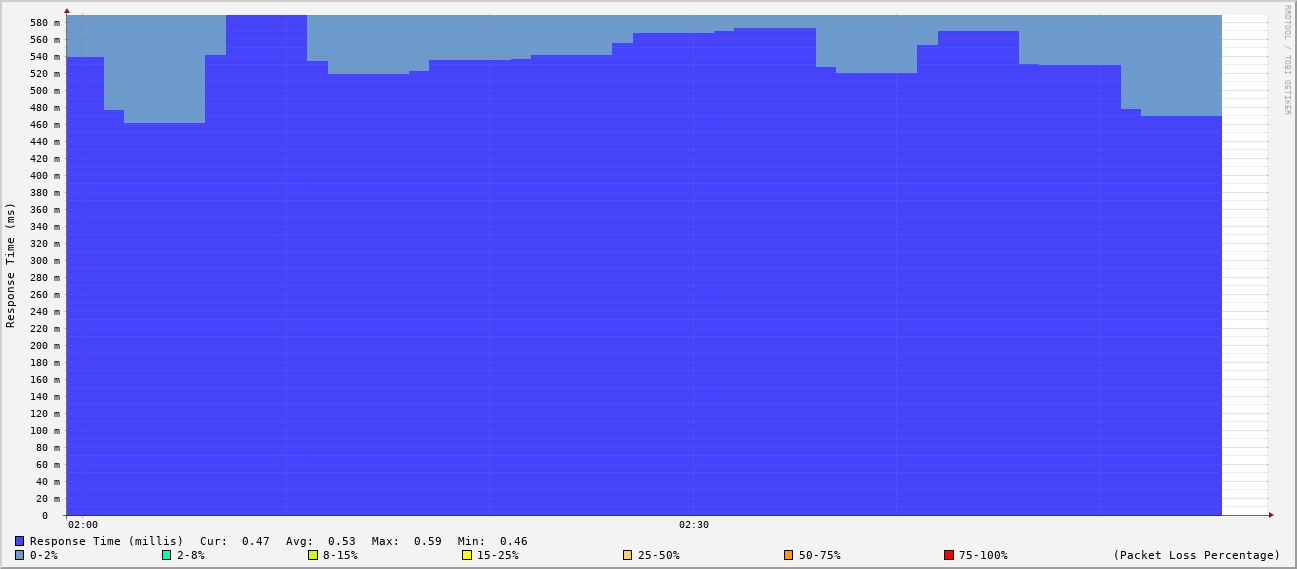 RRDTOOL / TOBI OETIKER
Response Time (ms)
580 m
560 m
540 m
520 m
500 m
480 m
460 m
440 m
420 m
400 m
380 m
360 m
340 m
320 m
300 m
280 m
260 m
240 m
220 m
200 m
180 m
160 m
140 m
120 m
100 m
80 m
60 m
40 m
20 m
0
02:00 02:30
Response Time (millis) Cur: 0.47 Avg: 0.53 Max: 0.59 Min: 0.46
0-2% 2-8% 8-15% 15-25% 25-50% 50-75% 75-100% (Packet Loss Percentage)